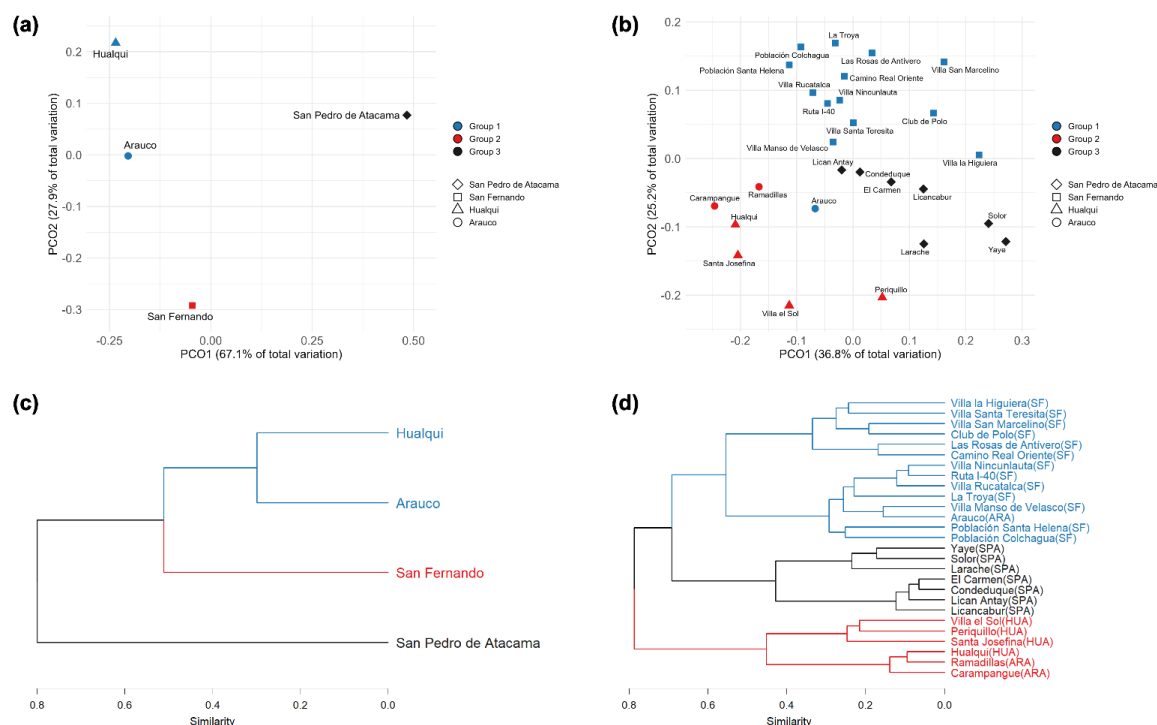 (a)
0.2
0.1
0.0
-0.1
-0.2
-0.3
PCO2 (27.9% of total variation)
Hualqui
San Pedro de Atacama
Arauco
San Fernando
-0.25
0.00
0.25
0.50
PCO1 (67.1% of total variation)
Group 1
Group 2
Group 3
San Pedro de Atacama
San Fernando
Hualqui
Arauco
(b)
0.2
0.1
0.0
-0.1
-0.2
PCO2 (25.2% of total variation)
La Troya
Población Colchagua
Las Rosas de Antívero
Población Santa Helena
Villa San Marcelino
Camino Real Oriente
Villa Rucatalca
Villa Nincunlauta
Ruta I-40
Club de Polo
Villa Santa Teresita
Villa Manso de Velasco
Villa la Higuiera
Lican Antay
Condeduque
El Carmen
Licancabur
Ramadillas
Carampangue
Arauco
Hualqui
Solor
Larache
Yaye
Santa Josefina
Periquillo
Villa el Sol
-0.2
-0.1
0.0
0.1
0.2
0.3
PCO1 (36.8% of total variation)
Group 1
Group 2
Group 3
San Pedro de Atacama
San Fernando
Hualqui
Arauco
(c)
Hualqui
Arauco
San Fernando
San Pedro de Atacama
0.8
0.6
0.4
0.2
0.0
Similarity
(d)
Villa la Higuiera(SF)
Villa Santa Teresita(SF)
Villa San Marcelino(SF)
Club de Polo(SF)
Las Rosas de Antívero(SF)
Camino Real Oriente(SF)
Villa Nincunlauta(SF)
Ruta I-40(SF)
Villa Rucatalca(SF)
La Troya(SF)
Villa Manso de Velasco(SF)
Arauco(ARA)
Población Santa Helena(SF)
Población Colchagua(SF)
Yaye(SPA)
Solor(SPA)
Larache(SPA)
El Carmen(SPA)
Condeduque(SPA)
Lican Antay(SPA)
Licancabur(SPA)
Villa el Sol(HUA)
Periquillo(HUA)
Santa Josefina(HUA)
Hualqui(HUA)
Ramadillas(ARA)
Carampangue(ARA)
0.8
0.6
0.4
0.2
0.0
Similarity